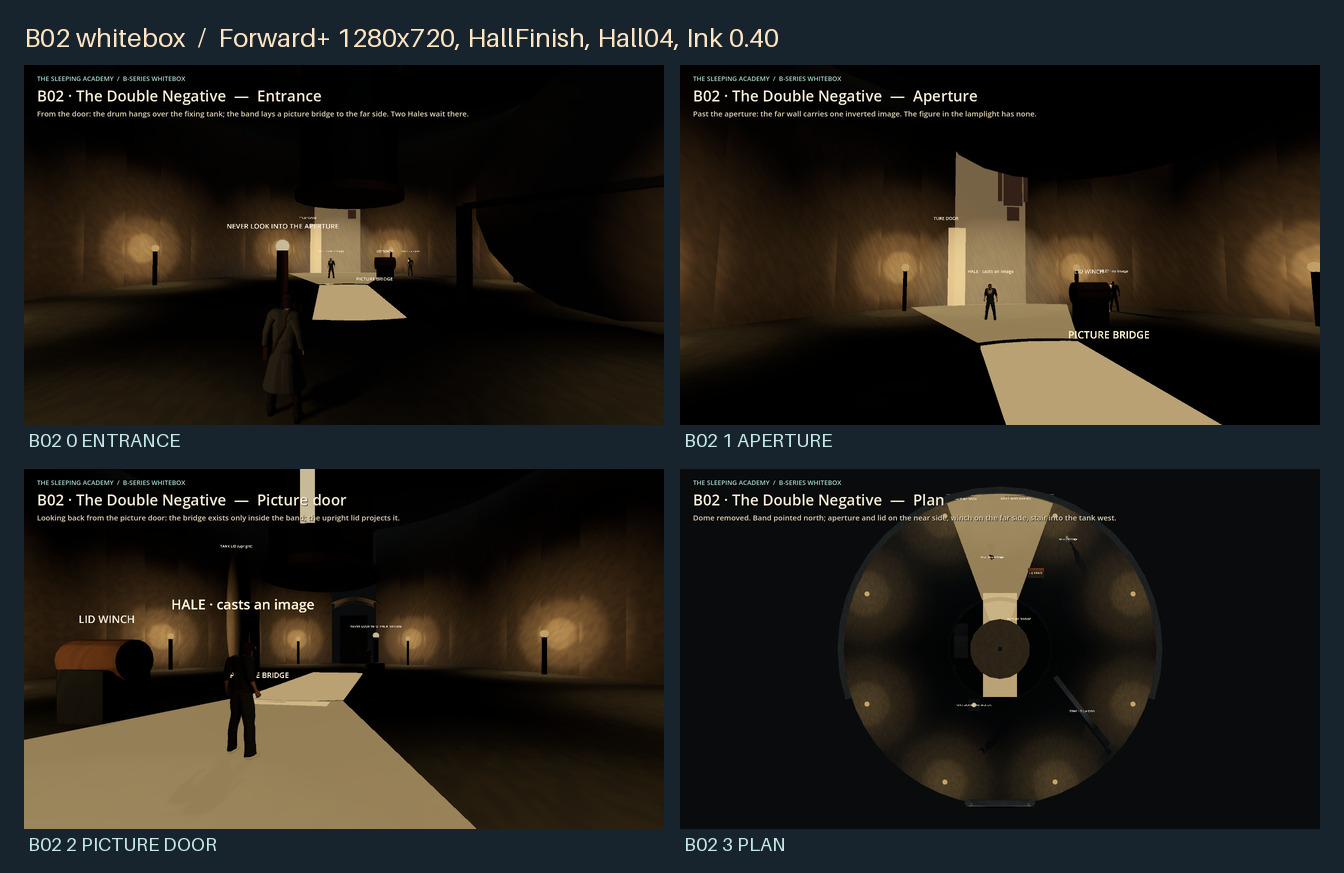 B02 whitebox / Forward+ 1280x720, HallFinish, Hall04, Ink 0.40
THE SLEEPING ACADEMY / B-SERIES WHITEBOX
B02 · The Double Negative — Entrance
From the door: the drum hangs over the fixing tank; the band lays a picture bridge to the far side. Two Hales wait there.
NEVER LOOK INTO THE APERTURE
PICTURE BRIDGE
B02 0 ENTRANCE
THE SLEEPING ACADEMY / B-SERIES WHITEBOX
B02 · The Double Negative — Aperture
Past the aperture: the far wall carries one inverted image. The figure in the lamplight has none.
TURE DOOR
HALE · casts an image
LID WINCH
PICTURE BRIDGE
B02 1 APERTURE
THE SLEEPING ACADEMY / B-SERIES WHITEBOX
B02 · The Double Negative — Picture door
Looking back from the picture door: the bridge exists only inside the band; the upright lid projects it.
TANK LID (upright)
HALE · casts an image
LID WINCH
NEVER LOOK INTO THE APERTURE
E BRIDGE
B02 2 PICTURE DOOR
THE SLEEPING ACADEMY / B-SERIES WHITEBOX
B02 · The Double Negative — Plan
Dome removed. Band pointed north; aperture and lid on the near side, winch on the far side, stair into the tank west.
B02 3 PLAN